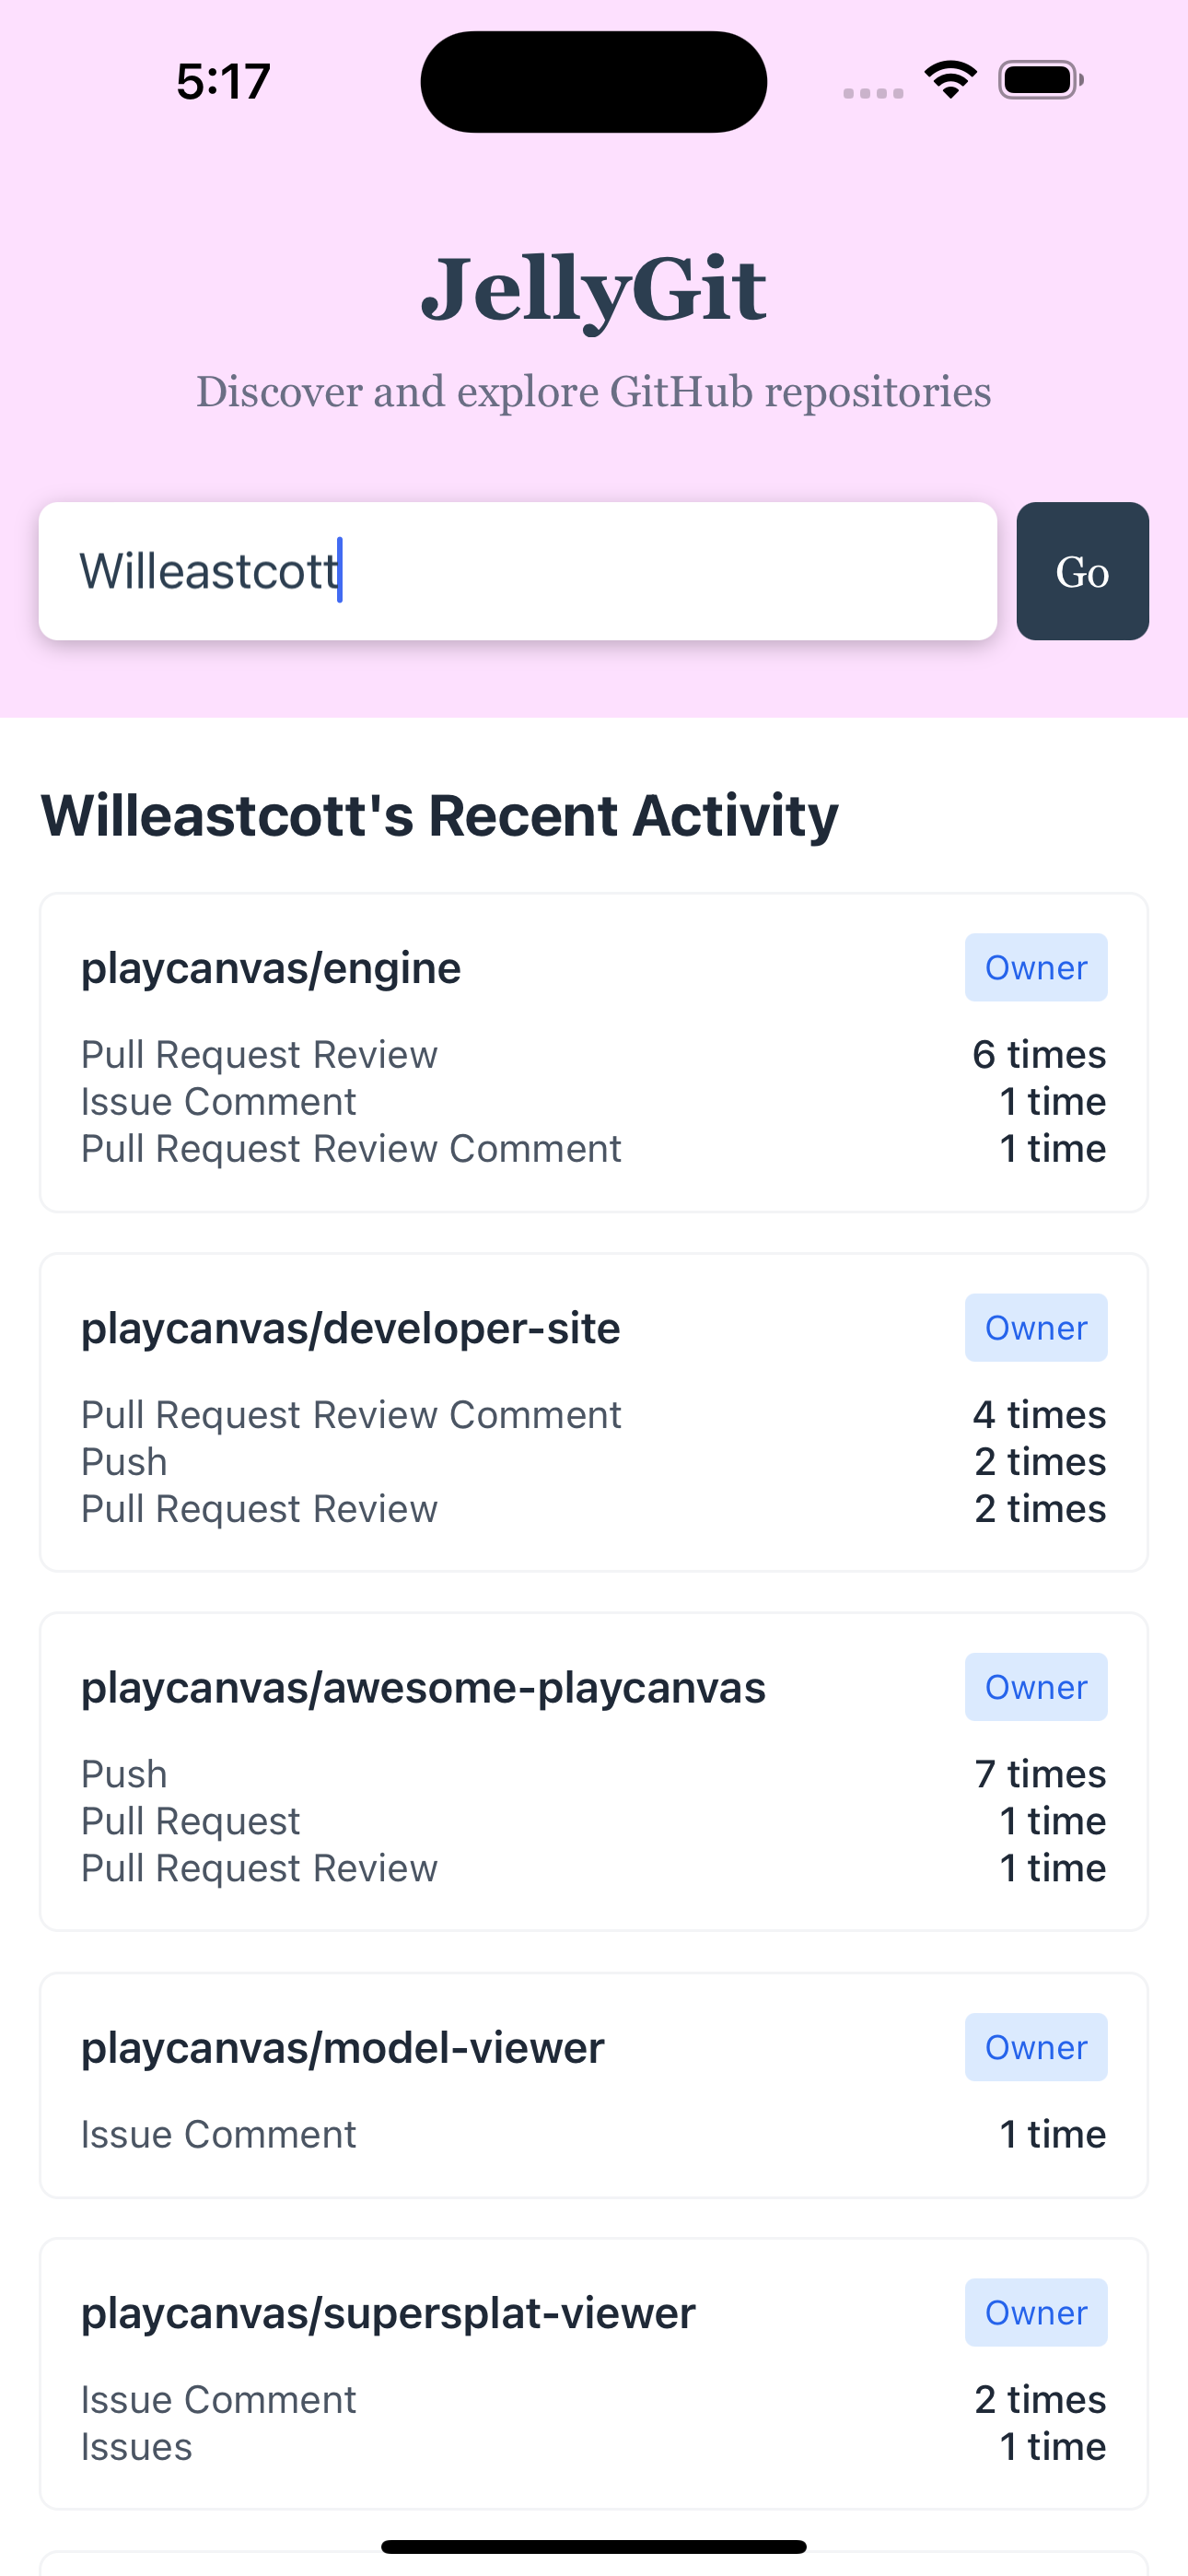 5:17
JellyGit
Discover and explore GitHub repositories
Willeastcott
Go
Willeastcott's Recent Activity
playcanvas/engine
Owner
Pull Request Review 6 times
Issue Comment 1 time
Pull Request Review Comment 1 time
playcanvas/developer-site
Owner
Pull Request Review Comment 4 times
Push 2 times
Pull Request Review 2 times
playcanvas/awesome-playcanvas
Owner
Push 7 times
Pull Request 1 time
Pull Request Review 1 time
playcanvas/model-viewer
Owner
Issue Comment 1 time
playcanvas/supersplat-viewer
Owner
Issue Comment 2 times
Issues 1 time